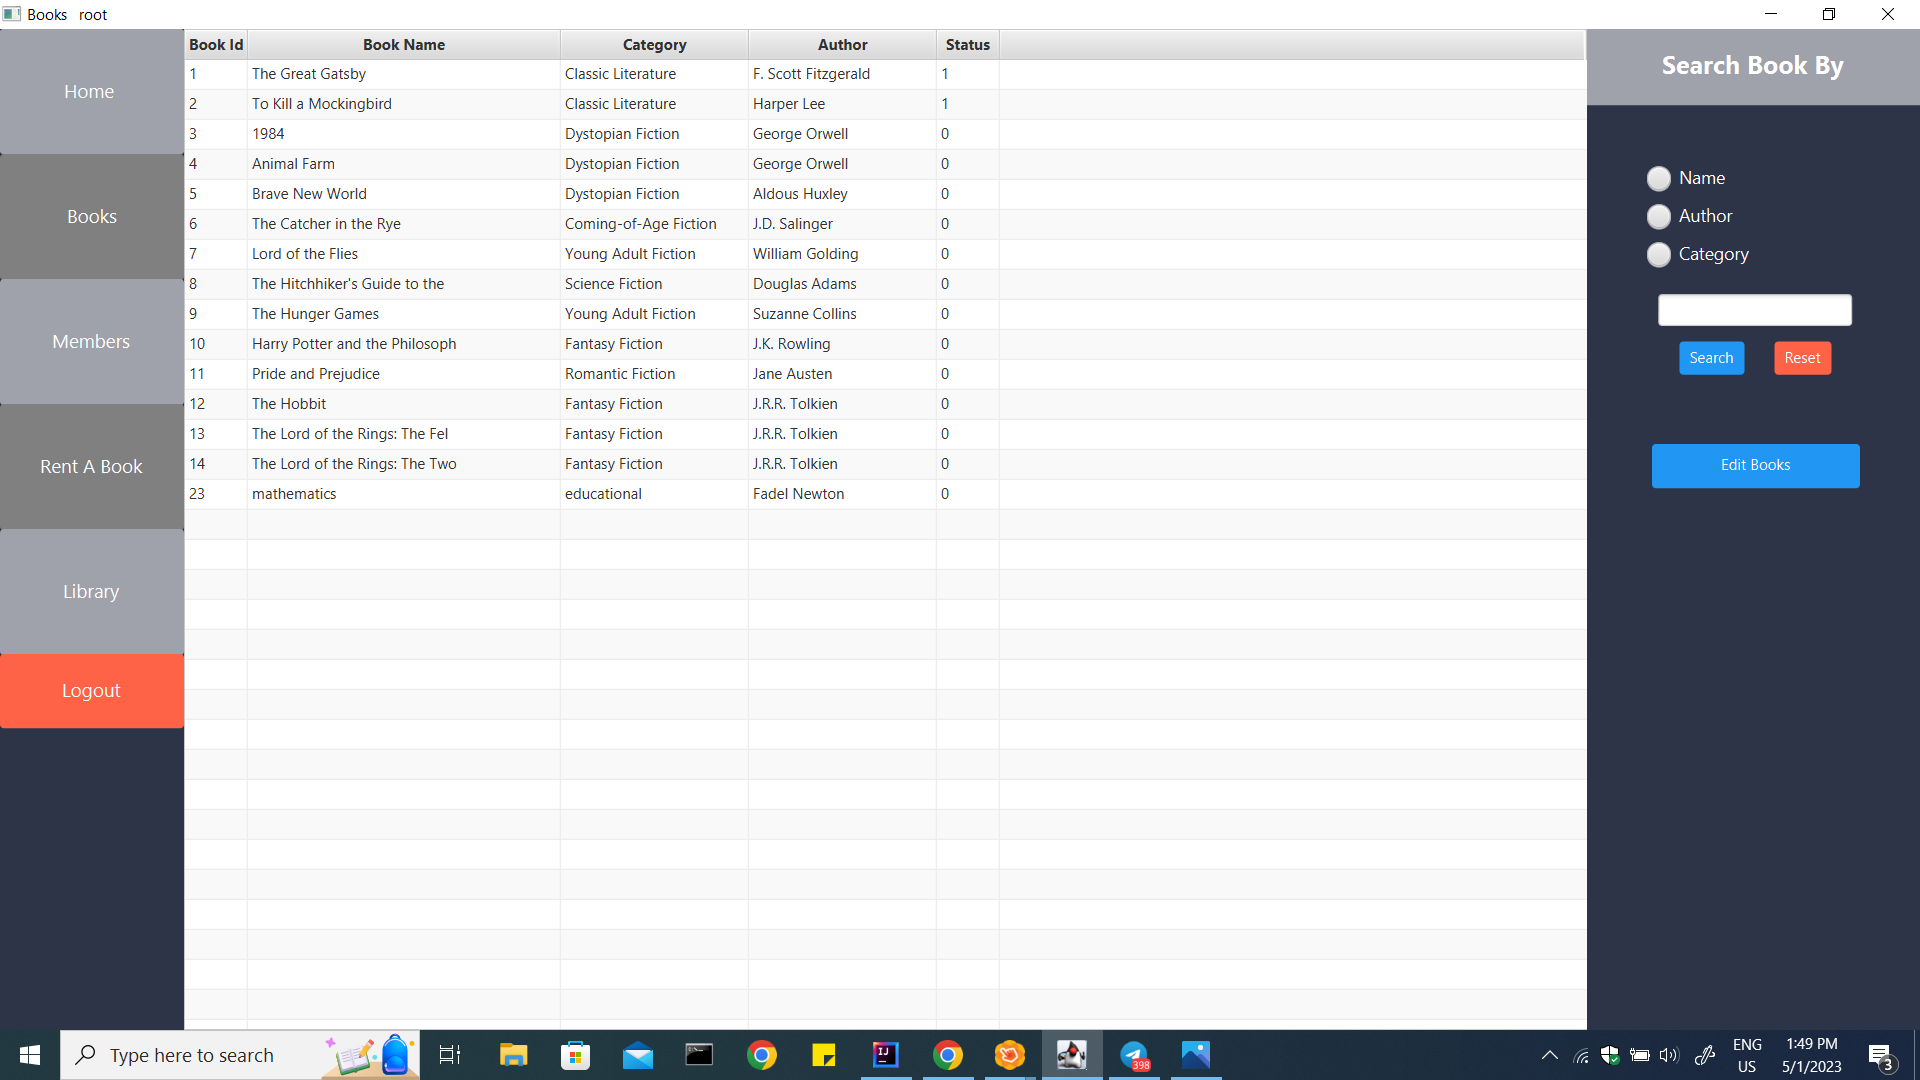 Books root
Home
Books
Members
Rent A Book
Library
Logout
Book Id Book Name Category Author Status
1 The Great Gatsby Classic Literature F. Scott Fitzgerald 1
2 To Kill a Mockingbird Classic Literature Harper Lee 1
3 1984 Dystopian Fiction George Orwell 0
4 Animal Farm Dystopian Fiction George Orwell 0
5 Brave New World Dystopian Fiction Aldous Huxley 0
6 The Catcher in the Rye Coming-of-Age Fiction J.D. Salinger 0
7 Lord of the Flies Young Adult Fiction William Golding 0
8 The Hitchhiker's Guide to the Science Fiction Douglas Adams 0
9 The Hunger Games Young Adult Fiction Suzanne Collins 0
10 Harry Potter and the Philosoph Fantasy Fiction J.K. Rowling 0
11 Pride and Prejudice Romantic Fiction Jane Austen 0
12 The Hobbit Fantasy Fiction J.R.R. Tolkien 0
13 The Lord of the Rings: The Fel Fantasy Fiction J.R.R. Tolkien 0
14 The Lord of the Rings: The Two Fantasy Fiction J.R.R. Tolkien 0
23 mathematics educational Fadel Newton 0
Search Book By
Name
Author
Category
Search Reset
Edit Books
Type here to search
IJ
398
ENG
US
1:49 PM
5/1/2023
3